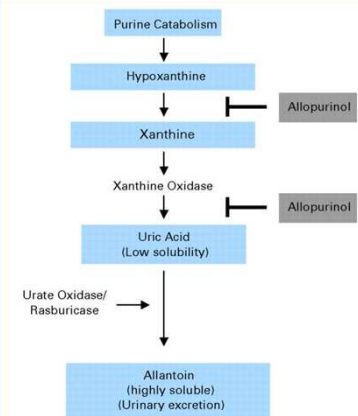 Purine Catabolism
Hypoxanthine
Allopurinol
Xanthine
Xanthine Oxidase
Allopurinol
Uric Acid
(Low solubility)
Urate Oxidase/
Rasburicase
Allantoin
(highly soluble)
(Urinary excretion)